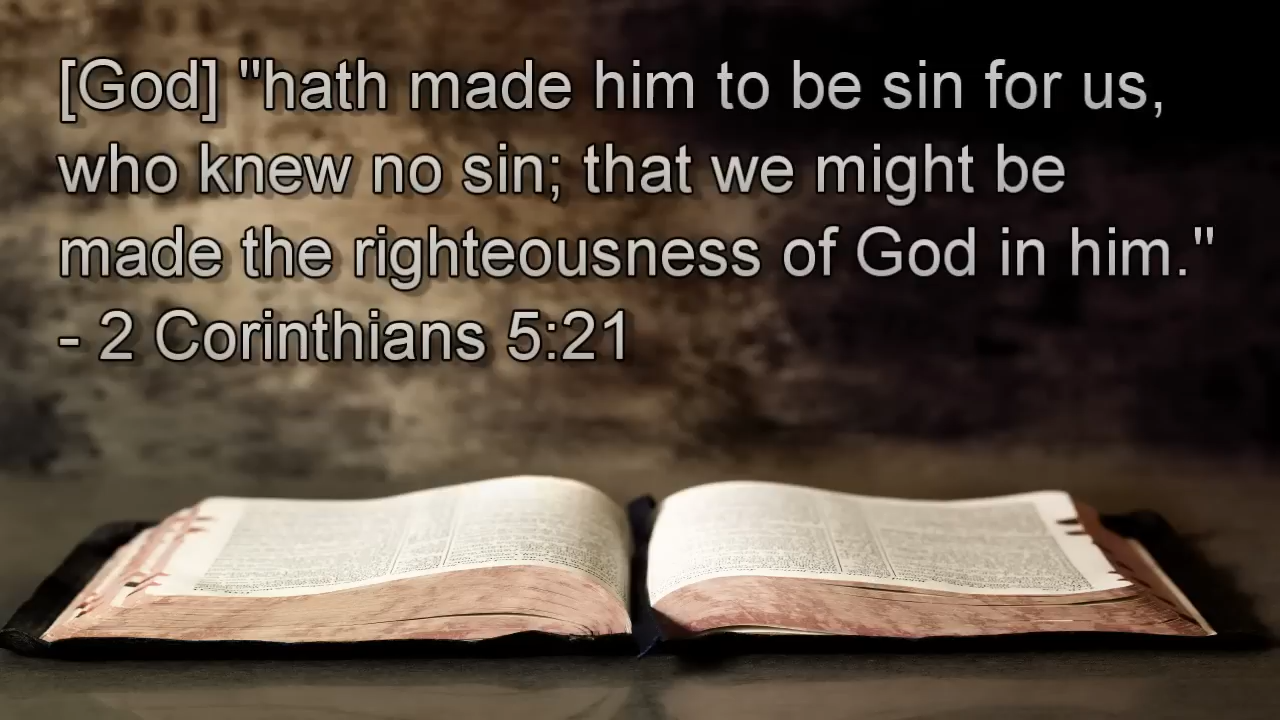 [God] "hath made him to be sin for us,
who knew no sin; that we might be
made the righteousness of God in him."
- 2 Corinthians 5:21